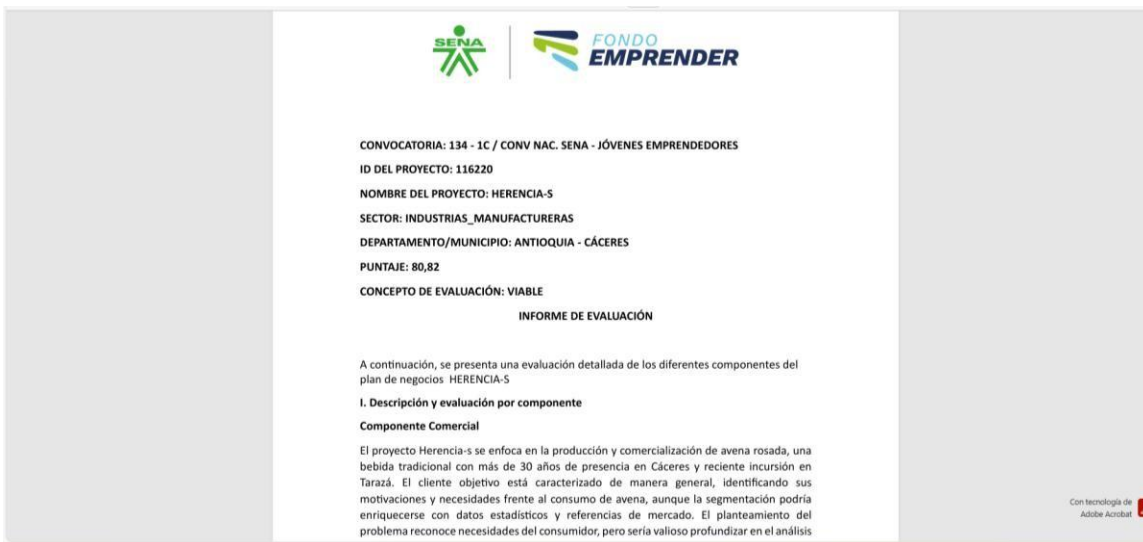 SENA
FONDO
EMPRENDER
CONVOCATORIA: 134 - 1C / CONV NAC. SENA - JÓVENES EMPRENDEDORES
ID DEL PROYECTO: 116220
NOMBRE DEL PROYECTO: HERENCIA-S
SECTOR: INDUSTRIAS_MANUFACTURERAS
DEPARTAMENTO/MUNICIPIO: ANTIOQUIA - CÁCERES
PUNTAJE: 80,82
CONCEPTO DE EVALUACIÓN: VIABLE
INFORME DE EVALUACIÓN
A continuación, se presenta una evaluación detallada de los diferentes componentes del
plan de negocios HERENCIA-S
I. Descripción y evaluación por componente
Componente Comercial
El proyecto Herencia-s se enfoca en la producción y comercialización de avena rosada, una
bebida tradicional con más de 30 años de presencia en Cáceres y reciente incursión en
Tarazá. El cliente objetivo está caracterizado de manera general, identificando sus
motivaciones y necesidades frente al consumo de avena, aunque la segmentación podría
enriquecerse con datos estadísticos y referencias de mercado. El planteamiento del
problema reconoce necesidades del consumidor, pero sería valioso profundizar en el análisis
Con tecnología de
Adobe Acrobat